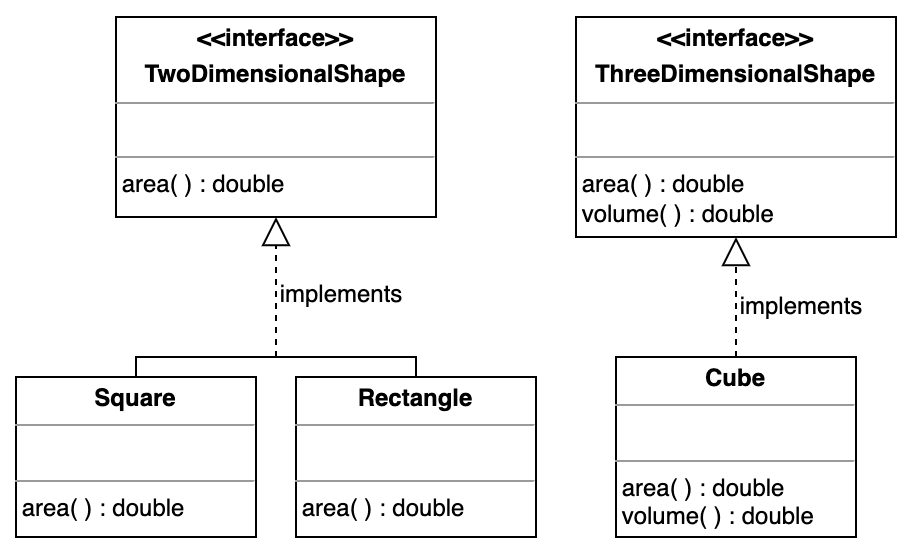 <<interface>>
TwoDimensionalShape
area( ) : double
<<interface>>
ThreeDimensionalShape
area( ) : double
volume( ) : double
implements
implements
Square
area( ) : double
Rectangle
area( ) : double
Cube
area( ) : double
volume( ) : double